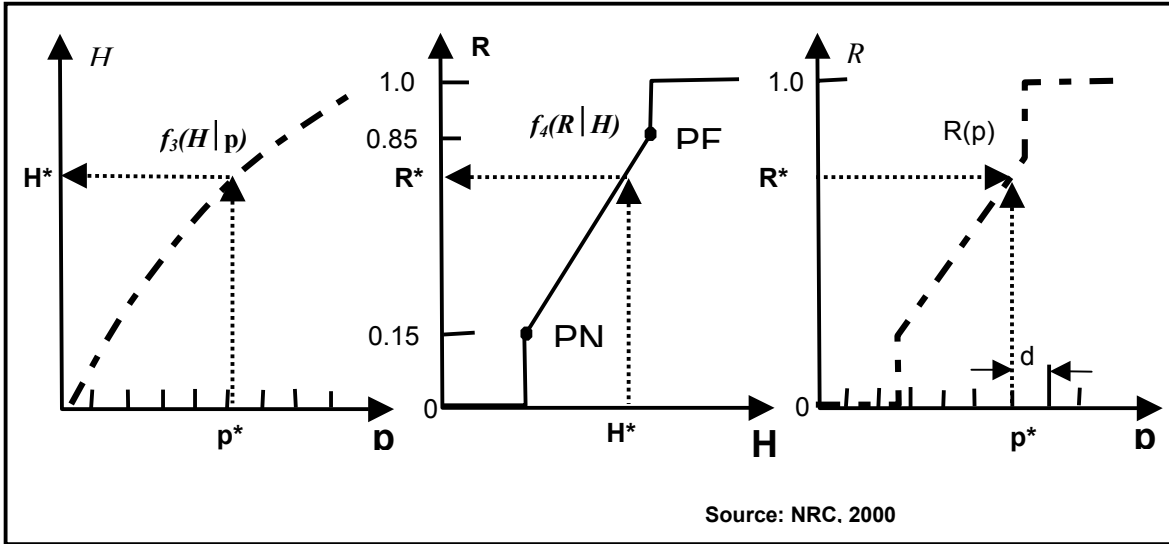 H
f₃(H|p)
H*
p*
p
R
1.0
0.85
f₄(R|H)
PF
R*
0.15
PN
0
H*
H
R
1.0
R(p)
R*
d
0
p*
p
Source: NRC, 2000